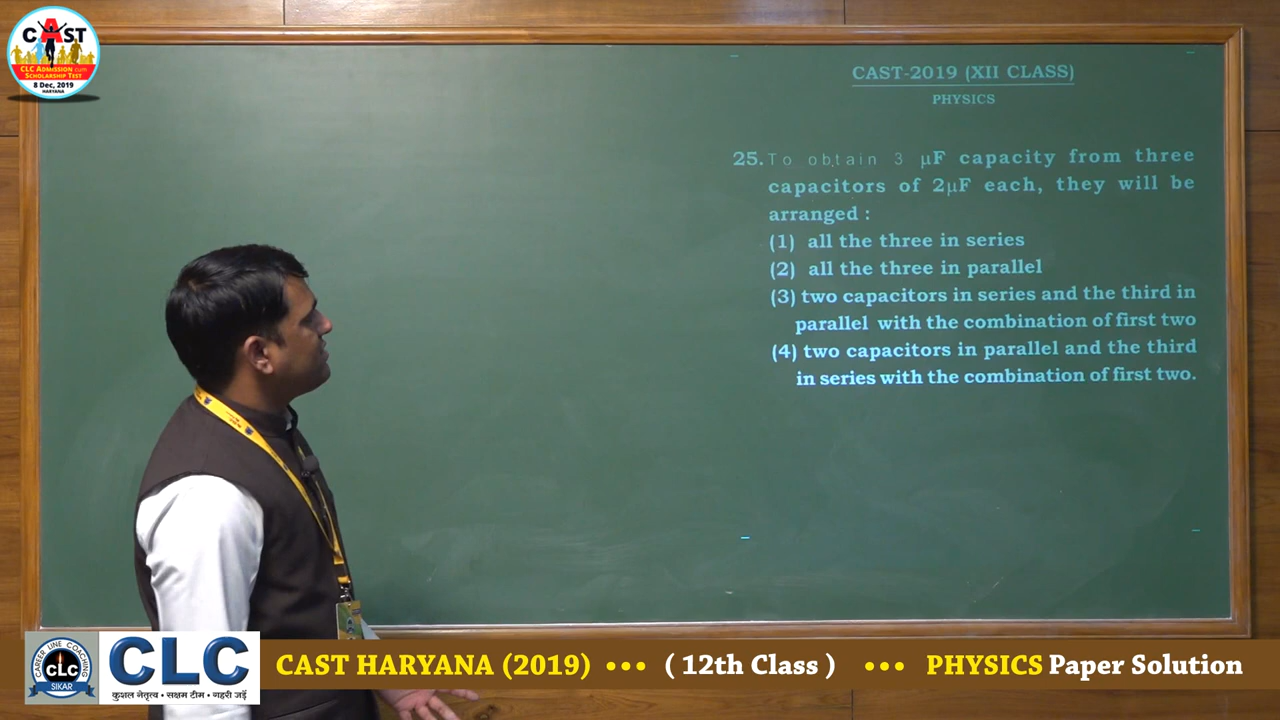 CAST
CLC ADMISSION cum
SCHOLARSHIP TEST
8 Dec, 2019
HARYANA
CAST-2019 (XII CLASS)
PHYSICS
25. To obtain 3 μF capacity from three
capacitors of 2μF each, they will be
arranged :
(1) all the three in series
(2) all the three in parallel
(3) two capacitors in series and the third in
parallel with the combination of first two
(4) two capacitors in parallel and the third
in series with the combination of first two.
CAREER LINE COACHING
CLC
SIKAR
CLC
कुशल नेतृत्व • सक्षम टीम • गहरी जड़ें
CAST HARYANA (2019) ••• ( 12th Class ) ••• PHYSICS Paper Solution